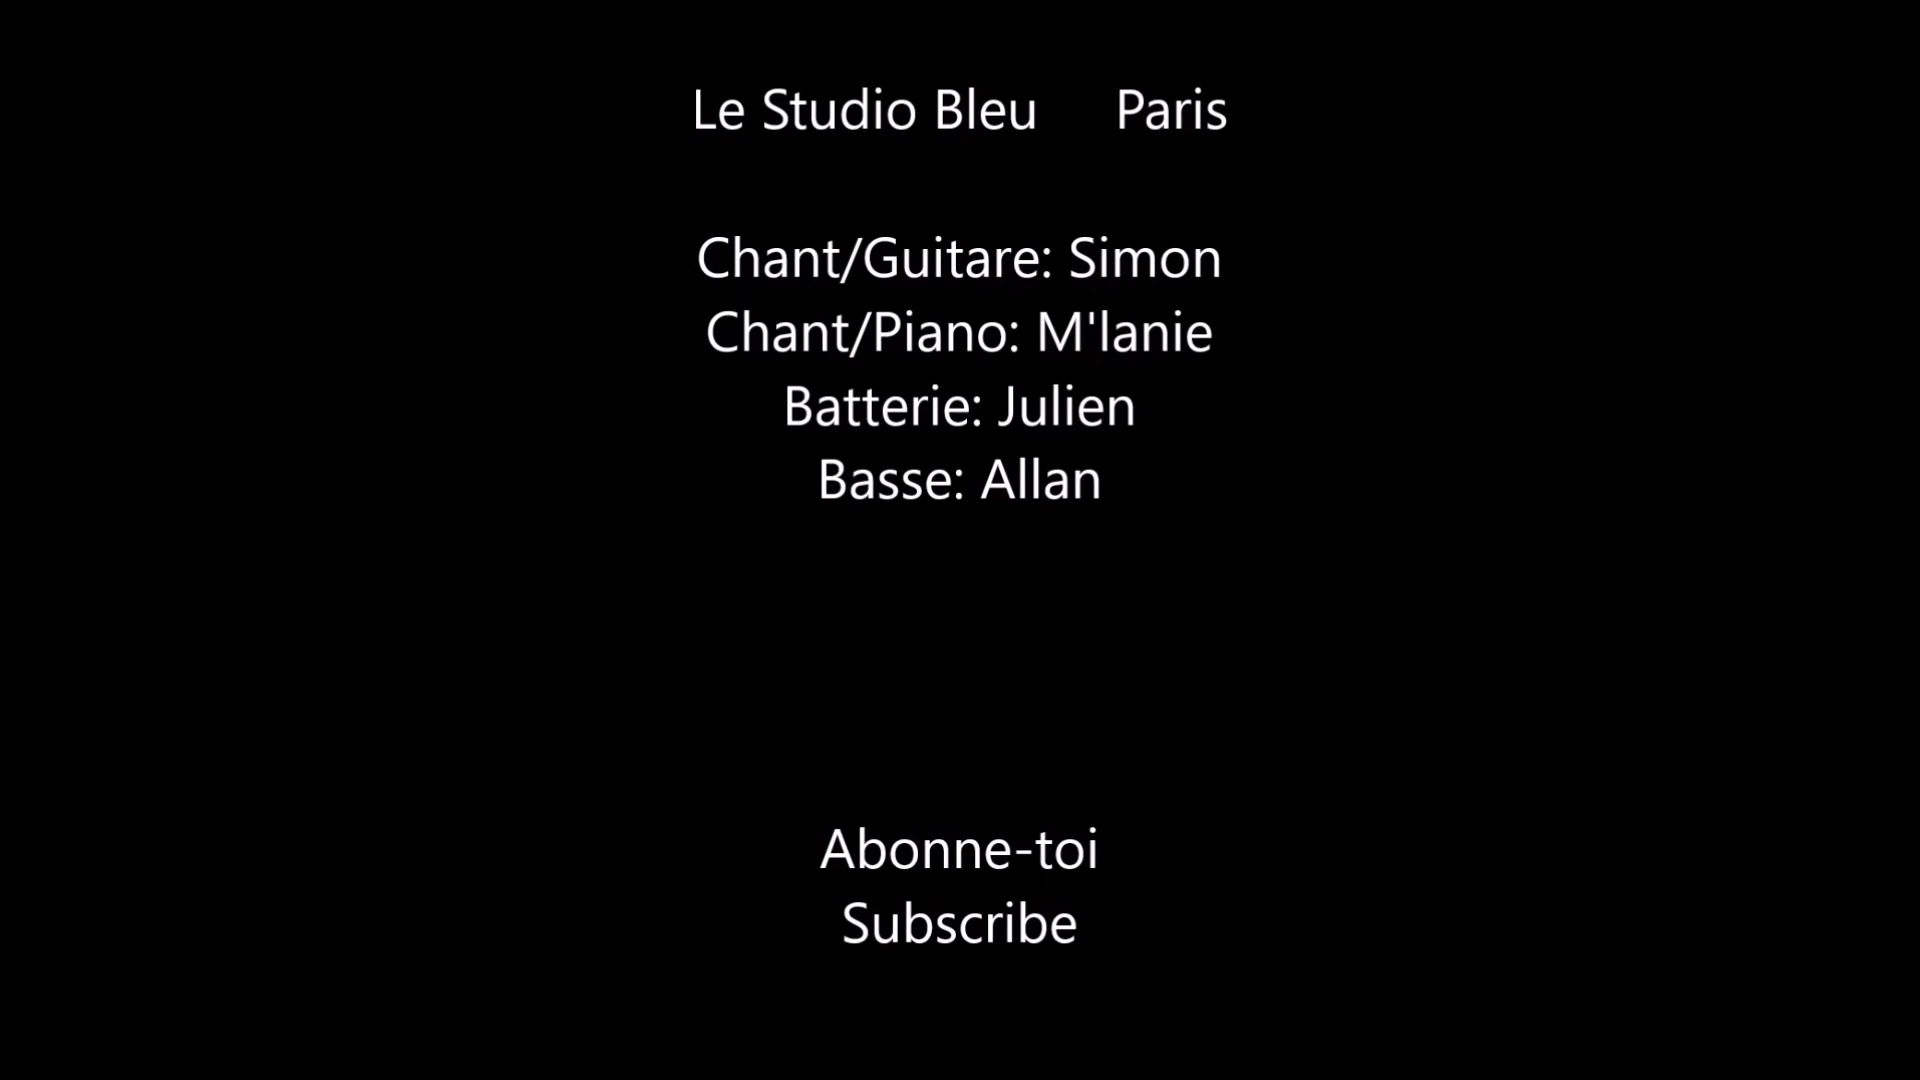 Le Studio Bleu Paris
Chant/Guitare: Simon
Chant/Piano: M'lanie
Batterie: Julien
Basse: Allan
Abonne-toi
Subscribe